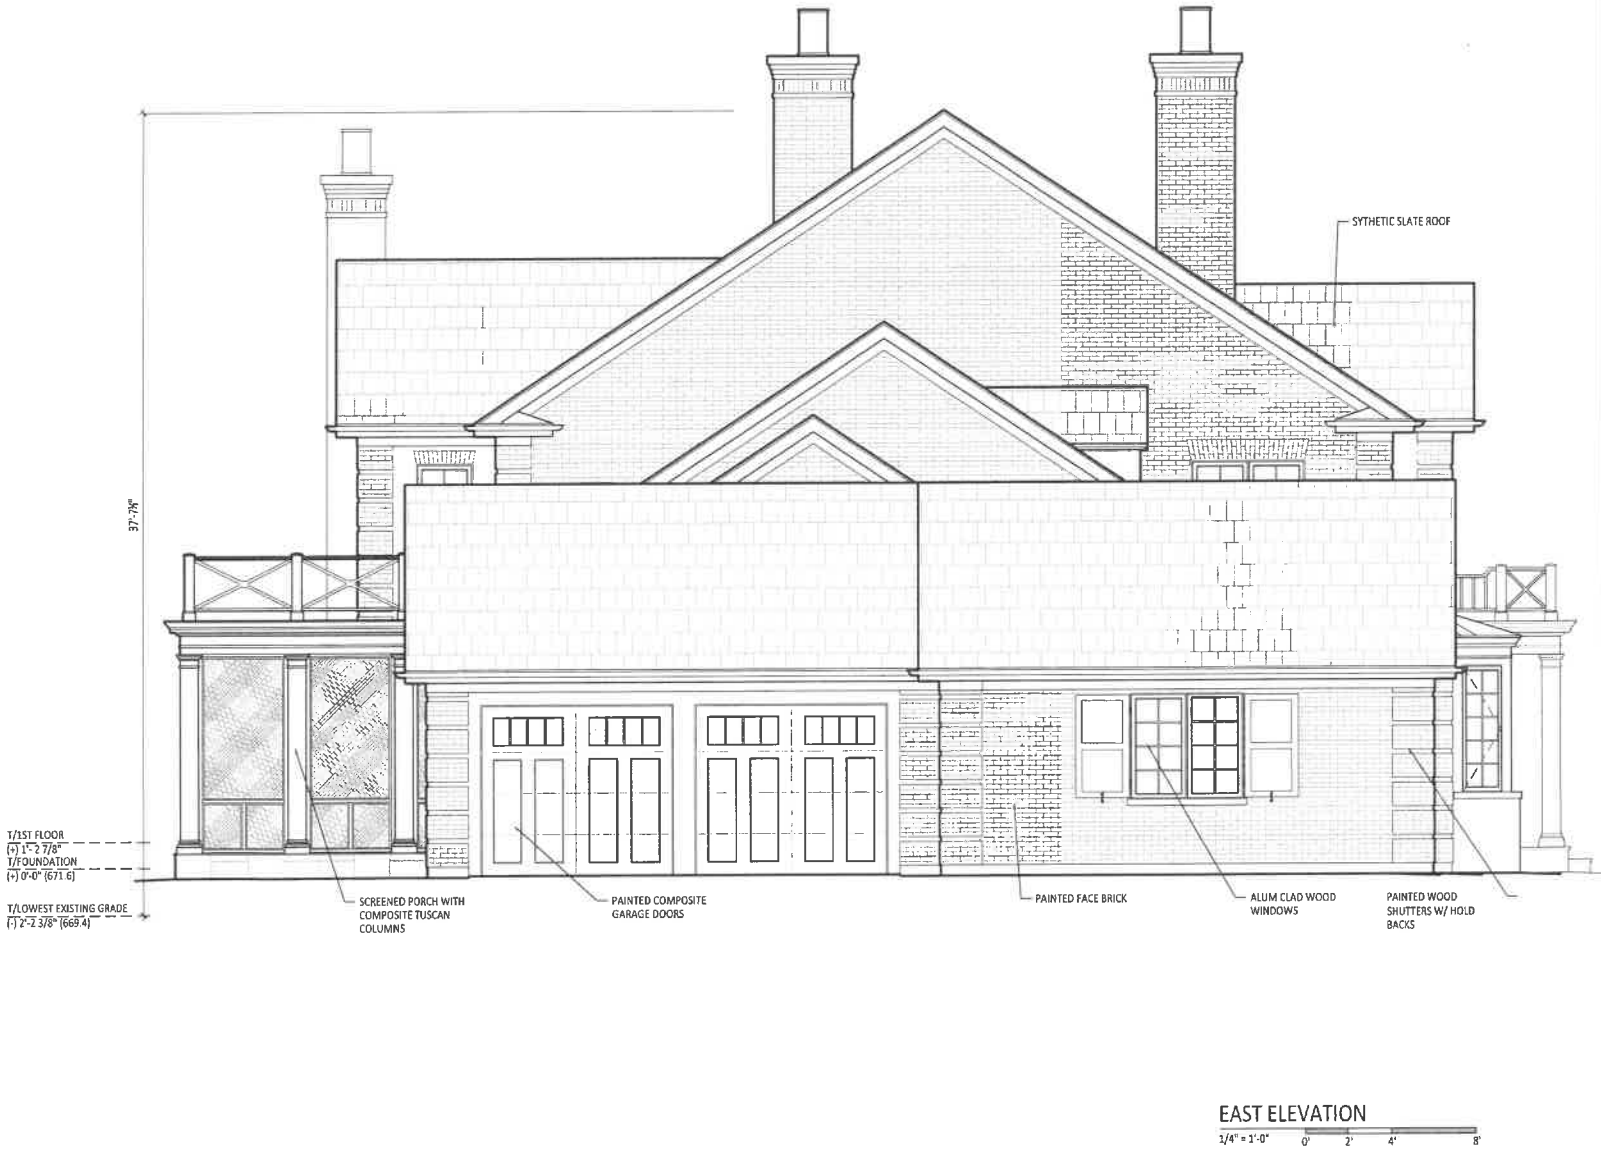 SYTHETIC SLATE ROOF
37'-7½"
T/1ST FLOOR
(+) 1'- 2 7/8"
T/FOUNDATION
(+) 0'-0" (671.6)
T/LOWEST EXISTING GRADE
(-) 2'-2 3/8" (669.4)
SCREENED PORCH WITH
COMPOSITE TUSCAN
COLUMNS
PAINTED COMPOSITE
GARAGE DOORS
PAINTED FACE BRICK
ALUM CLAD WOOD
WINDOWS
PAINTED WOOD
SHUTTERS W/ HOLD
BACKS
EAST ELEVATION
1/4" = 1'-0"
0' 2' 4' 8'